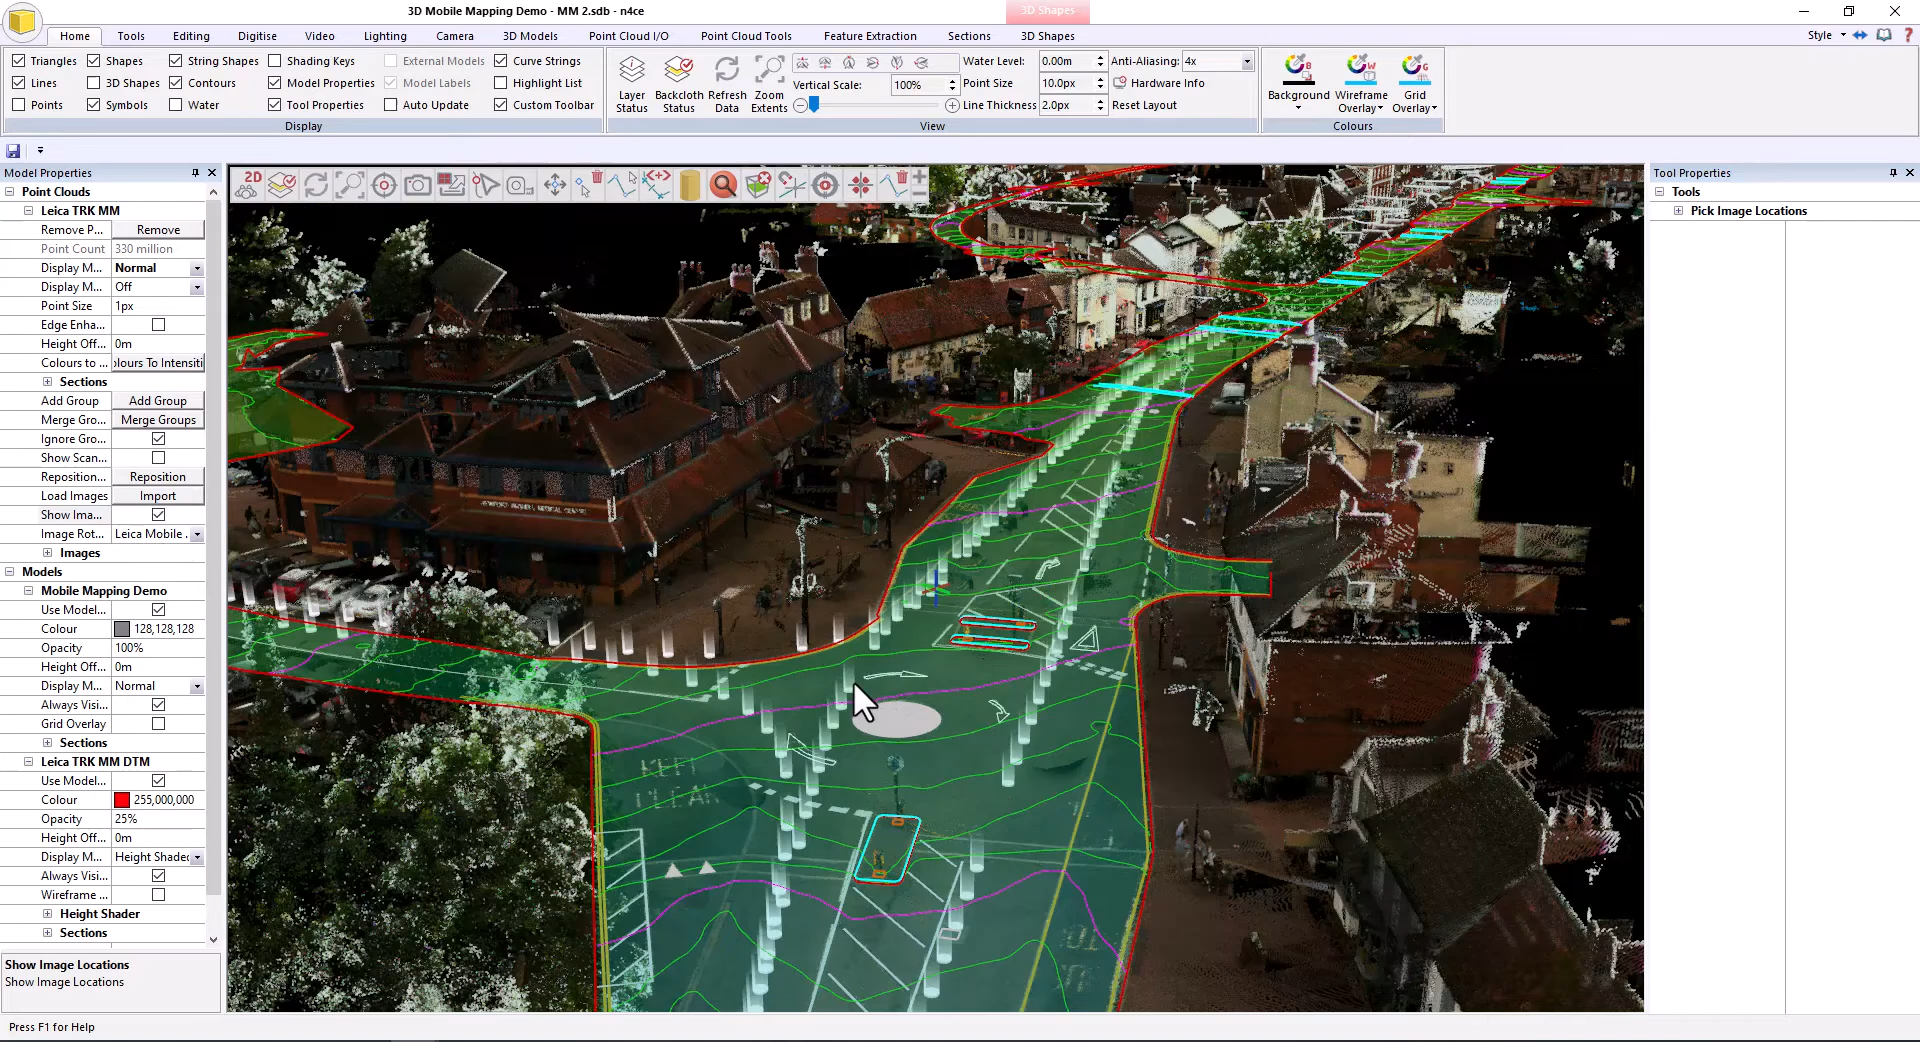 3D Mobile Mapping Demo - MM 2.sdb - n4ce
3D Shapes
Home Tools Editing Digitise Video Lighting Camera 3D Models Point Cloud I/O Point Cloud Tools Feature Extraction Sections 3D Shapes Style
Triangles Shapes String Shapes Shading Keys External Models Curve Strings
Lines 3D Shapes Contours Model Properties Model Labels Highlight List
Points Symbols Water Tool Properties Auto Update Custom Toolbar
Display
Layer Status
Backcloth Status
Refresh Data
Zoom Extents
Vertical Scale: 100%
Water Level: 0.00m
Point Size 10.0px
Line Thickness 2.0px
Anti-Aliasing: 4x
Hardware Info
Reset Layout
View
Background
Wireframe Overlay
Grid Overlay
Colours
Model Properties
Point Clouds
Leica TRK MM
Remove P... Remove
Point Count 330 million
Display M... Normal
Display M... Off
Point Size 1px
Edge Enha...
Height Off... 0m
Colours to ... olours To Intensiti
Sections
Add Group Add Group
Merge Gro... Merge Groups
Ignore Gro...
Show Scan...
Reposition... Reposition
Load Images Import
Show Ima...
Image Rot... Leica Mobile .
Images
Models
Mobile Mapping Demo
Use Model...
Colour 128,128,128
Opacity 100%
Height Off... 0m
Display M... Normal
Always Visi...
Grid Overlay
Sections
Leica TRK MM DTM
Use Model...
Colour 255,000,000
Opacity 25%
Height Off... 0m
Display M... Height Shaded
Always Visi...
Wireframe ...
Height Shader
Sections
Show Image Locations
Show Image Locations
Press F1 for Help
2D
KEEP
CLEAR
Tool Properties
Tools
Pick Image Locations